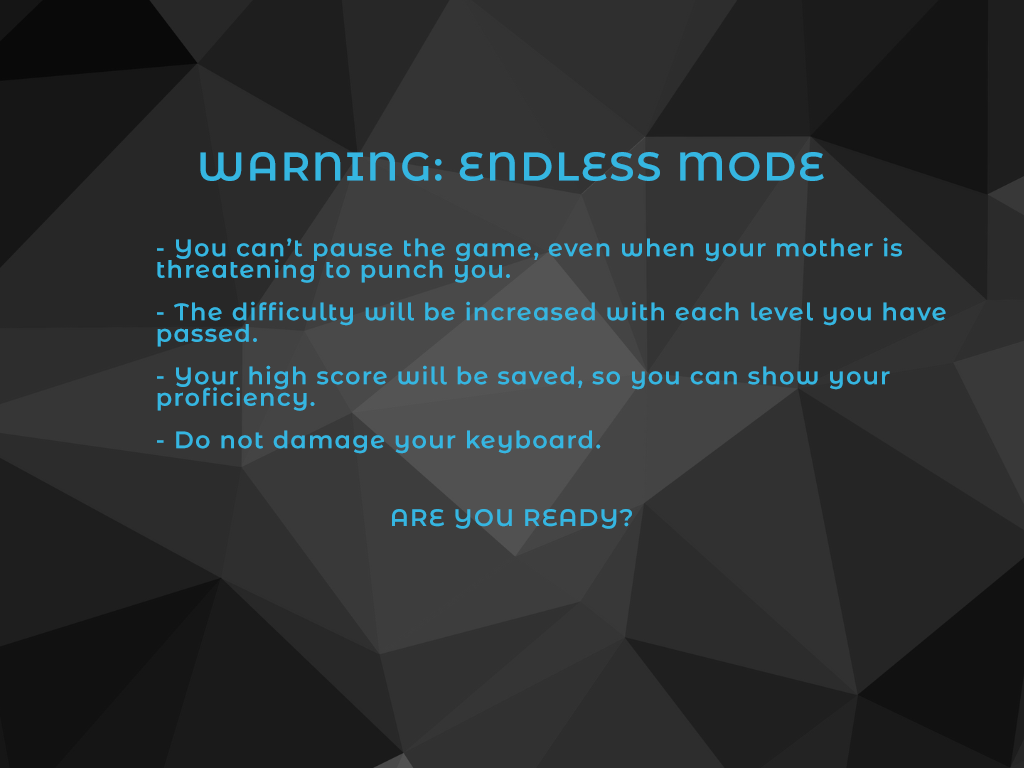 WARNING: ENDLESS MODE
- You can’t pause the game, even when your mother is
threatening to punch you.
- The difficulty will be increased with each level you have
passed.
- Your high score will be saved, so you can show your
proficiency.
- Do not damage your keyboard.
ARE YOU READY?